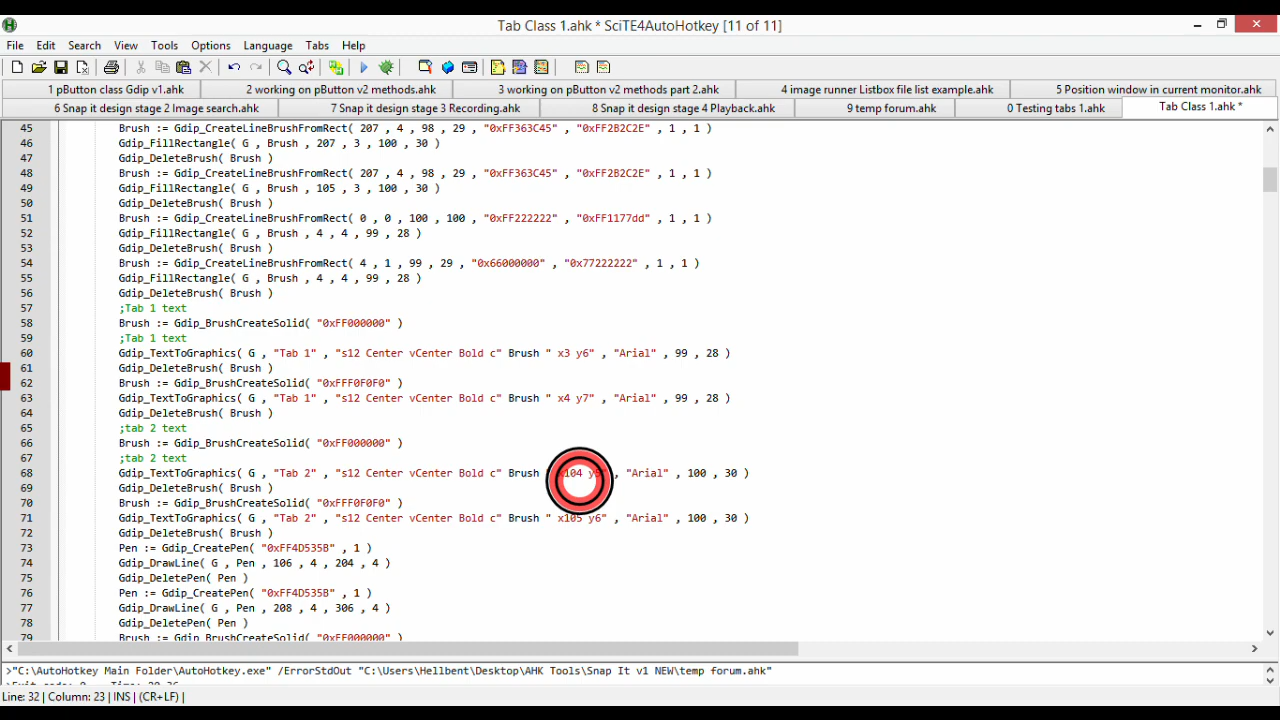 Tab Class 1.ahk * SciTE4AutoHotkey [11 of 11]
File Edit Search View Tools Options Language Tabs Help
1 pButton class Gdip v1.ahk 2 working on pButton v2 methods.ahk 3 working on pButton v2 methods part 2.ahk 4 image runner Listbox file list example.ahk 5 Position window in current monitor.ahk
6 Snap it design stage 2 Image search.ahk 7 Snap it design stage 3 Recording.ahk 8 Snap it design stage 4 Playback.ahk 9 temp forum.ahk 0 Testing tabs 1.ahk Tab Class 1.ahk *
45 Brush := Gdip_CreateLineBrushFromRect( 207 , 4 , 98 , 29 , "0xFF363C45" , "0xFF2B2C2E" , 1 , 1 )
46 Gdip_FillRectangle( G , Brush , 207 , 3 , 100 , 30 )
47 Gdip_DeleteBrush( Brush )
48 Brush := Gdip_CreateLineBrushFromRect( 207 , 4 , 98 , 29 , "0xFF363C45" , "0xFF2B2C2E" , 1 , 1 )
49 Gdip_FillRectangle( G , Brush , 105 , 3 , 100 , 30 )
50 Gdip_DeleteBrush( Brush )
51 Brush := Gdip_CreateLineBrushFromRect( 0 , 0 , 100 , 100 , "0xFF222222" , "0xFF1177dd" , 1 , 1 )
52 Gdip_FillRectangle( G , Brush , 4 , 4 , 99 , 28 )
53 Gdip_DeleteBrush( Brush )
54 Brush := Gdip_CreateLineBrushFromRect( 4 , 1 , 99 , 29 , "0x66000000" , "0x77222222" , 1 , 1 )
55 Gdip_FillRectangle( G , Brush , 4 , 4 , 99 , 28 )
56 Gdip_DeleteBrush( Brush )
57 ;Tab 1 text
58 Brush := Gdip_BrushCreateSolid( "0xFF000000" )
59 ;Tab 1 text
60 Gdip_TextToGraphics( G , "Tab 1" , "s12 Center vCenter Bold c" Brush " x3 y6" , "Arial" , 99 , 28 )
61 Gdip_DeleteBrush( Brush )
62 Brush := Gdip_BrushCreateSolid( "0xFFF0F0F0" )
63 Gdip_TextToGraphics( G , "Tab 1" , "s12 Center vCenter Bold c" Brush " x4 y7" , "Arial" , 99 , 28 )
64 Gdip_DeleteBrush( Brush )
65 ;tab 2 text
66 Brush := Gdip_BrushCreateSolid( "0xFF000000" )
67 ;tab 2 text
68 Gdip_TextToGraphics( G , "Tab 2" , "s12 Center vCenter Bold c" Brush " 104 , "Arial" , 100 , 30 )
69 Gdip_DeleteBrush( Brush )
70 Brush := Gdip_BrushCreateSolid( "0xFFF0F0F0" )
71 Gdip_TextToGraphics( G , "Tab 2" , "s12 Center vCenter Bold c" Brush " x105 y6" , "Arial" , 100 , 30 )
72 Gdip_DeleteBrush( Brush )
73 Pen := Gdip_CreatePen( "0xFF4D535B" , 1 )
74 Gdip_DrawLine( G , Pen , 106 , 4 , 204 , 4 )
75 Gdip_DeletePen( Pen )
76 Pen := Gdip_CreatePen( "0xFF4D535B" , 1 )
77 Gdip_DrawLine( G , Pen , 208 , 4 , 306 , 4 )
78 Gdip_DeletePen( Pen )
79 Brush := Gdip_BrushCreateSolid( "0xFF000000" )
>"C:\AutoHotkey Main Folder\AutoHotkey.exe" /ErrorStdOut "C:\Users\Hellbent\Desktop\AHK Tools\Snap It v1 NEW\temp forum.ahk"
Line: 32 | Column: 23 | INS | (CR+LF) |